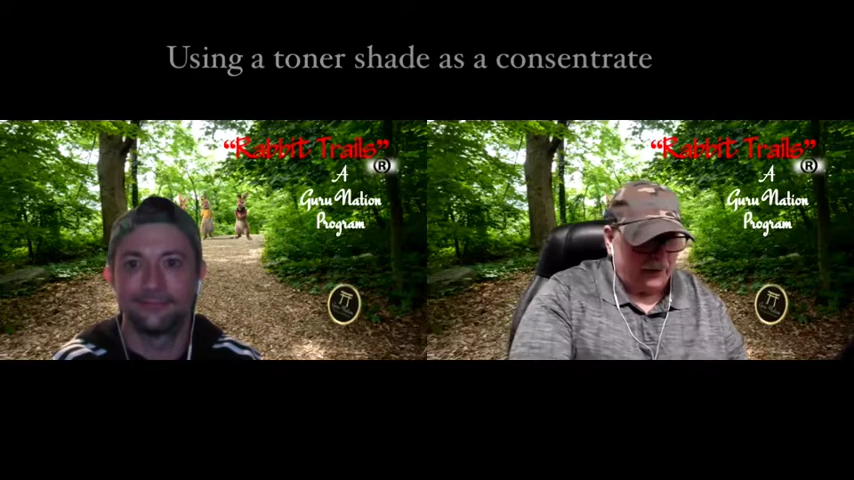 Using a toner shade as a consentrate
“Rabbit Trails” ®
A
Guru Nation
Program
“Rabbit Trails” ®
A
Guru Nation
Program